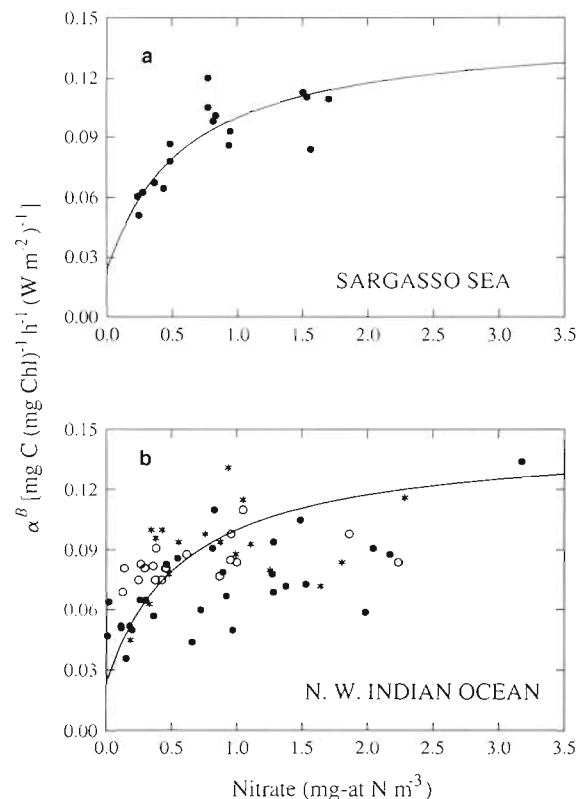 0.15
a
0.12
0.09
0.06
0.03
SARGASSO SEA
0.00
0.0 0.5 1.0 1.5 2.0 2.5 3.0 3.5
α^B [mg C (mg Chl)^-1 h^-1 (W m^-2)^-1]
0.15
b
0.12
0.09
0.06
0.03
N. W. INDIAN OCEAN
0.00
0.0 0.5 1.0 1.5 2.0 2.5 3.0 3.5
Nitrate (mg-at N m^-3)